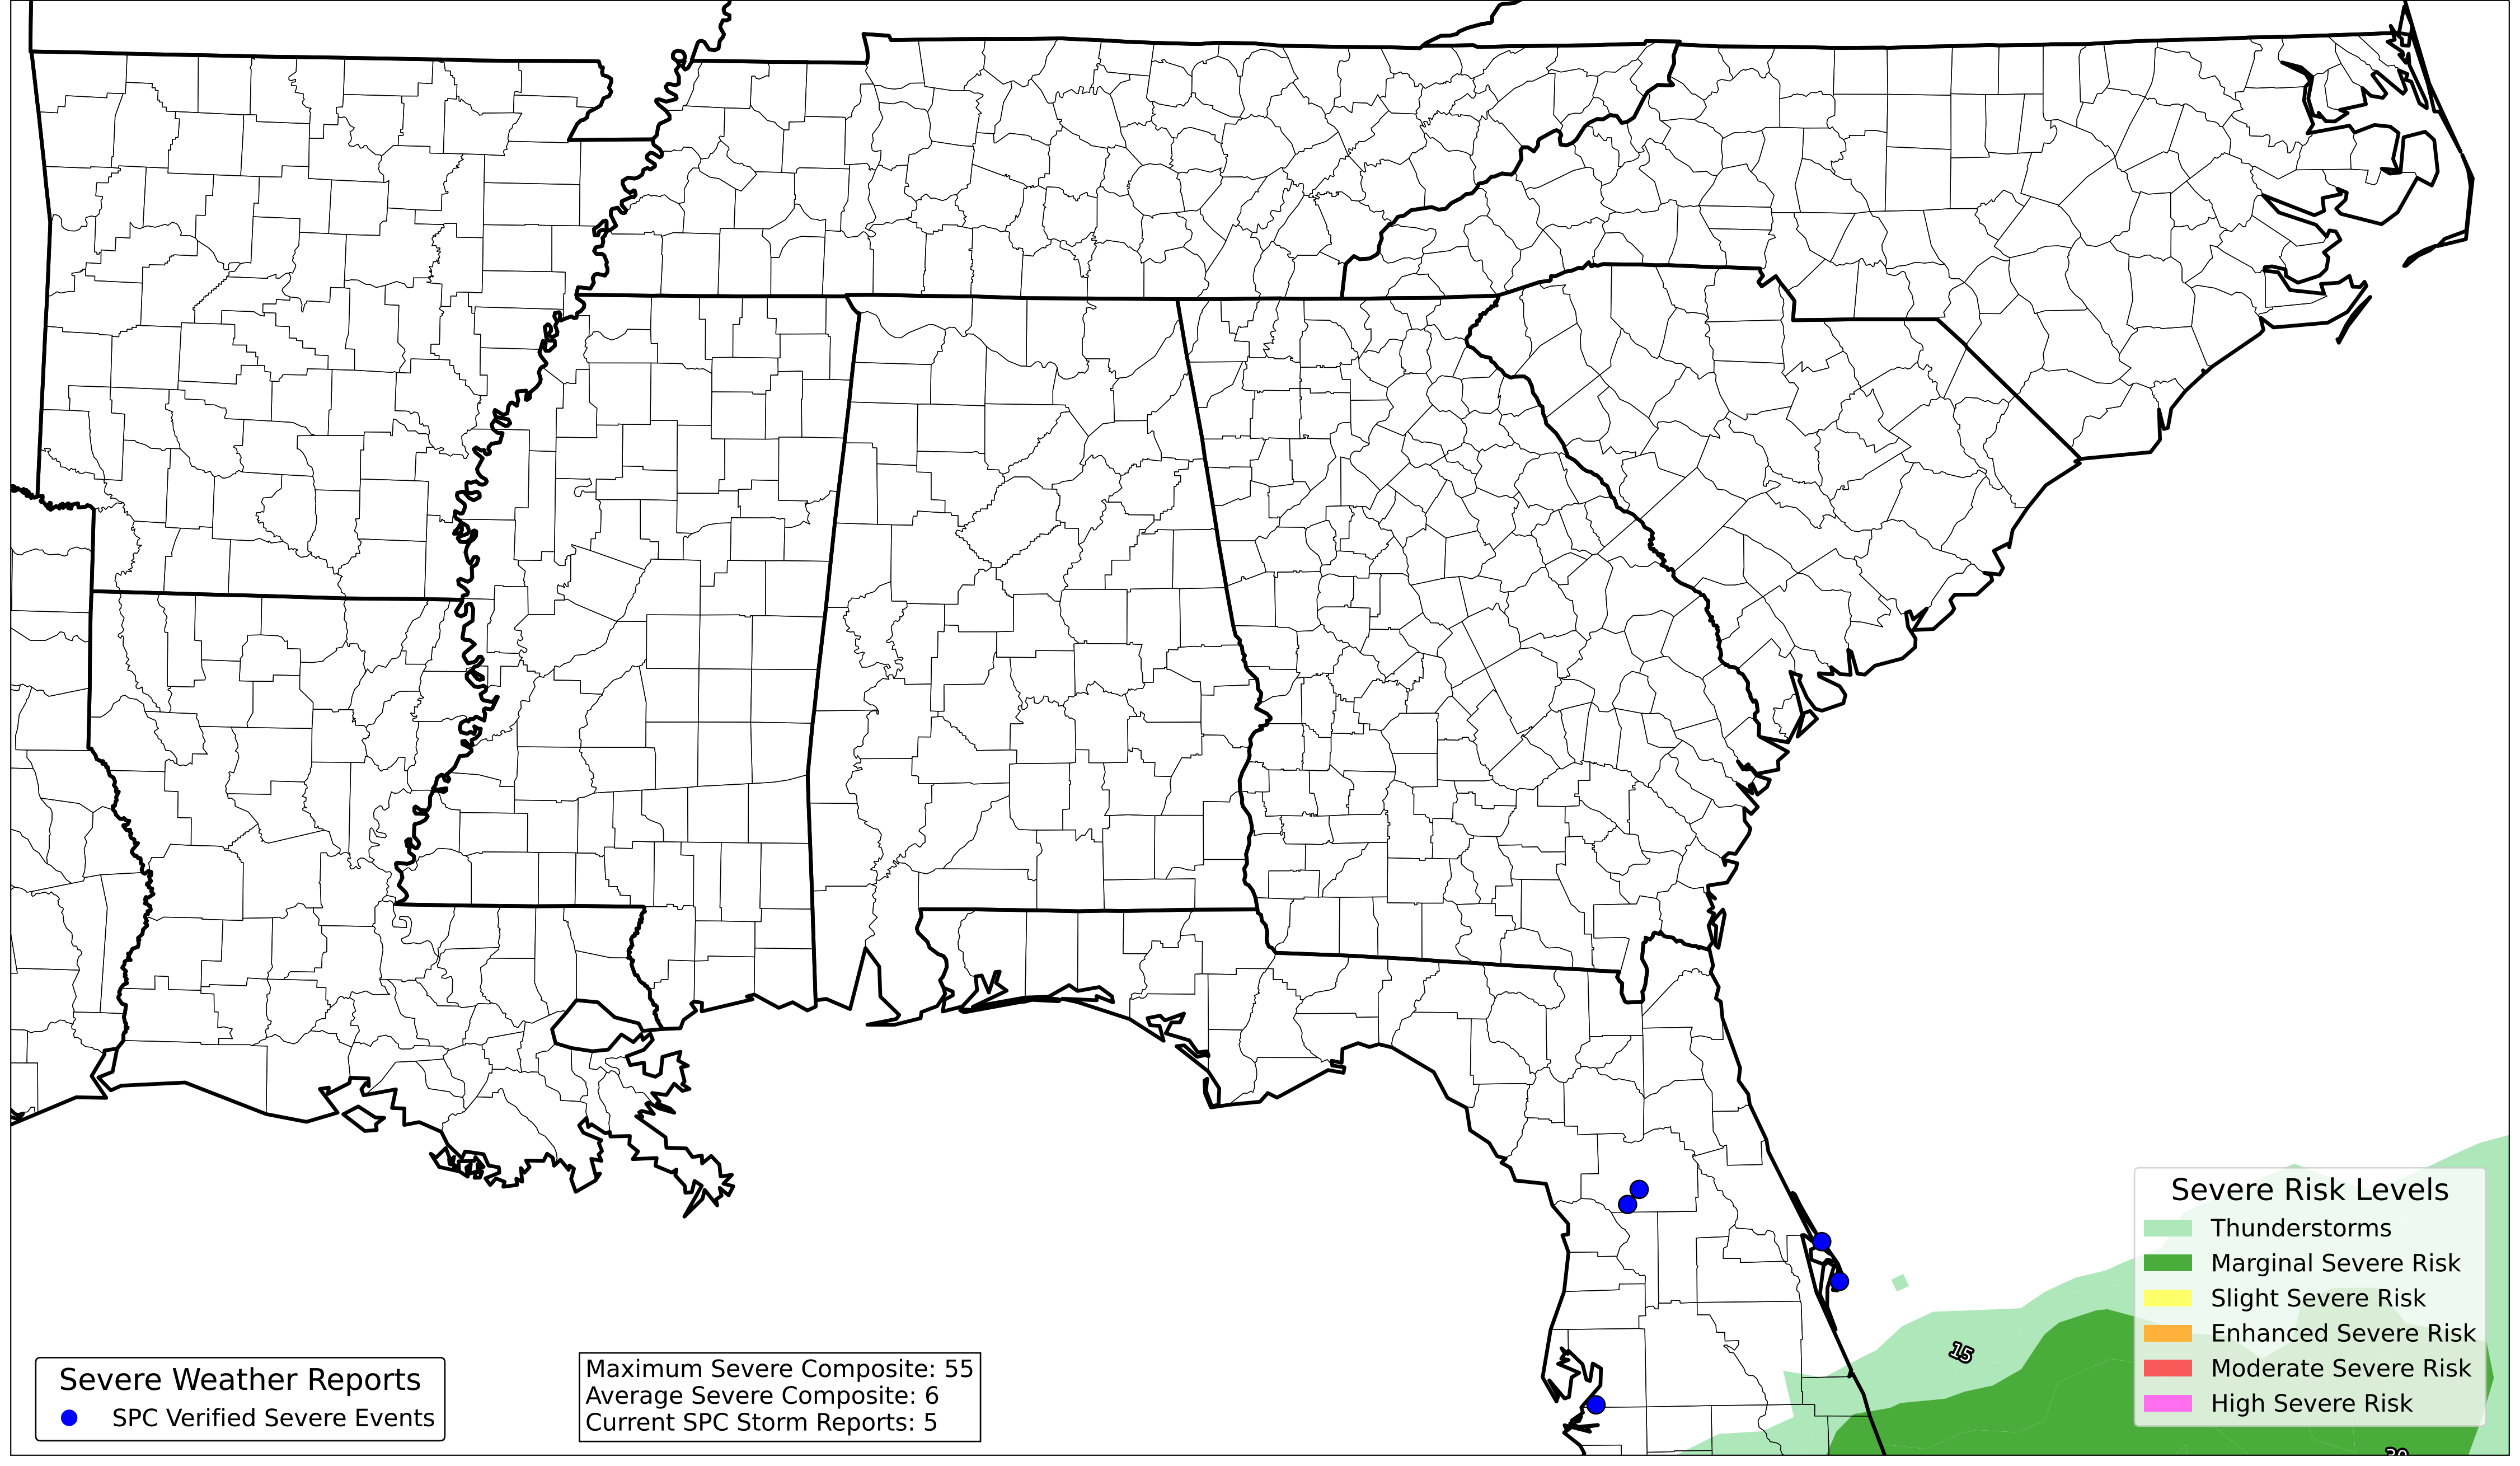 15
Severe Risk Levels
Thunderstorms
Marginal Severe Risk
Slight Severe Risk
Enhanced Severe Risk
Moderate Severe Risk
High Severe Risk
Severe Weather Reports
SPC Verified Severe Events
Maximum Severe Composite: 55
Average Severe Composite: 6
Current SPC Storm Reports: 5